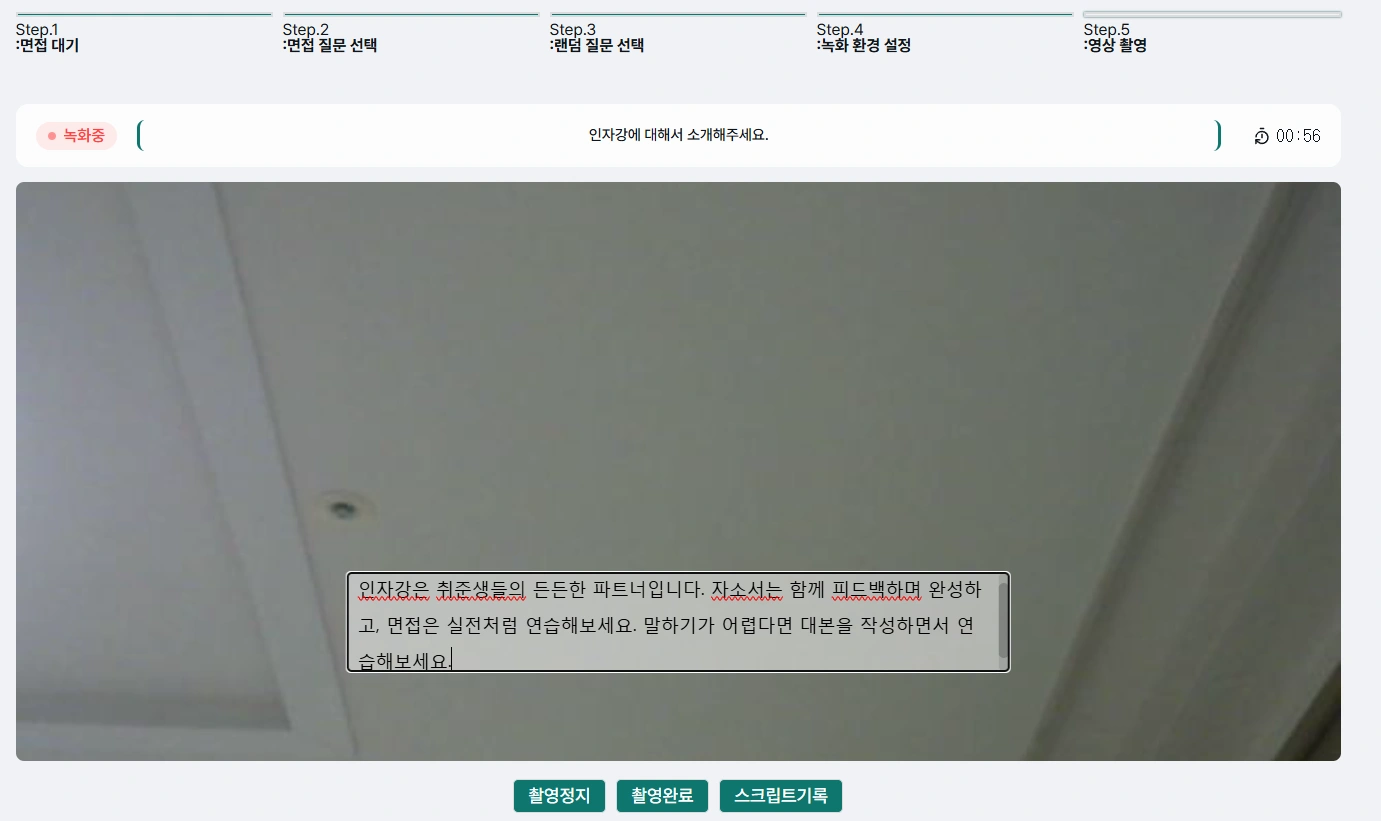 Step.1
:면접 대기
Step.2
:면접 질문 선택
Step.3
:랜덤 질문 선택
Step.4
:녹화 환경 설정
Step.5
:영상 촬영
녹화중
인자강에 대해서 소개해주세요.
00:56
인자강은 취준생들의 든든한 파트너입니다. 자소서는 함께 피드백하며 완성하
고, 면접은 실전처럼 연습해보세요. 말하기가 어렵다면 대본을 작성하면서 연
습해보세요.
촬영정지
촬영완료
스크립트기록